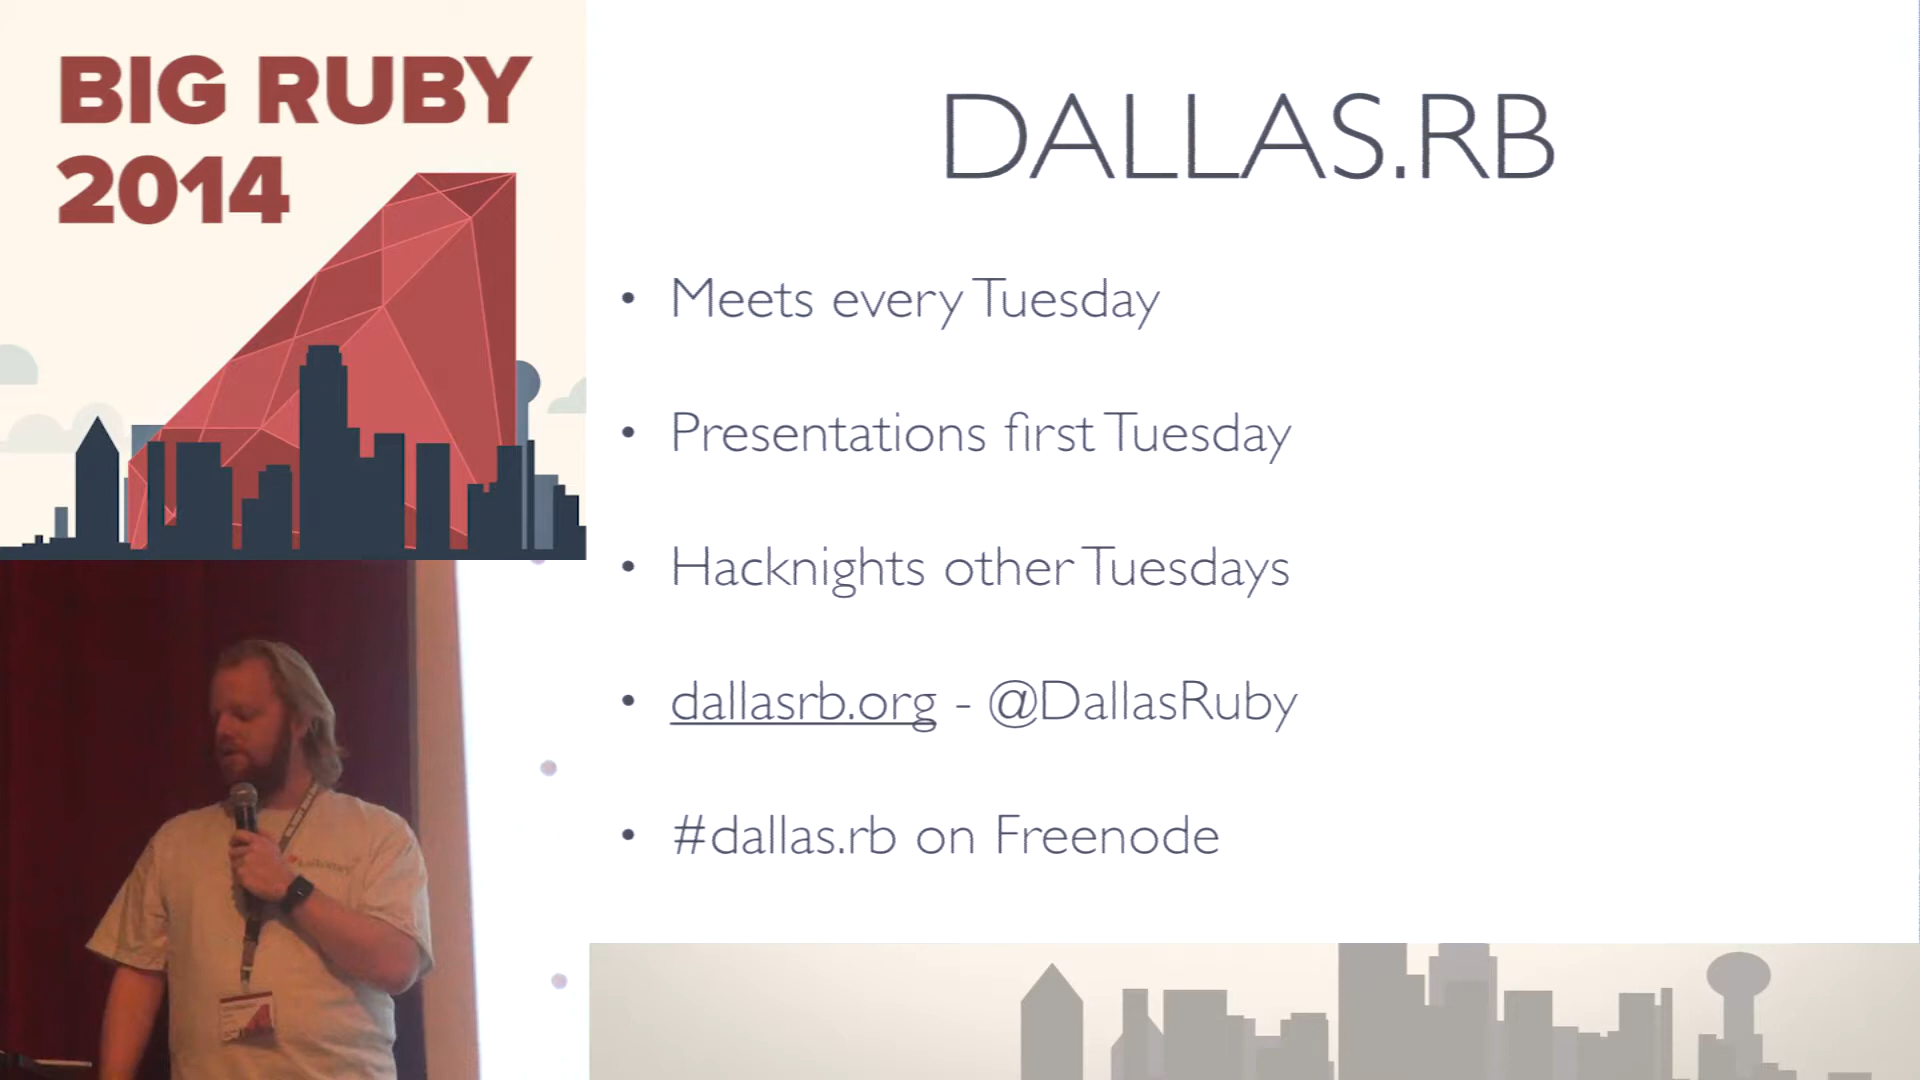 BIG RUBY
2014
DALLAS.RB
• Meets every Tuesday
• Presentations first Tuesday
• Hacknights other Tuesdays
• dallasrb.org - @DallasRuby
• #dallas.rb on Freenode